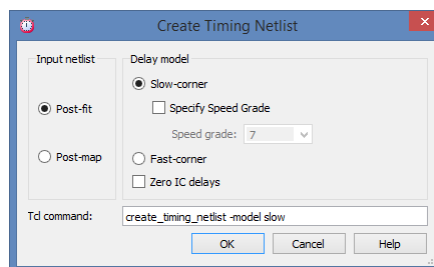 Create Timing Netlist
Input netlist
Delay model
Slow-corner
Post-fit
Specify Speed Grade
Speed grade: 7
Post-map
Fast-corner
Zero IC delays
Tcl command: create_timing_netlist -model slow
OK Cancel Help